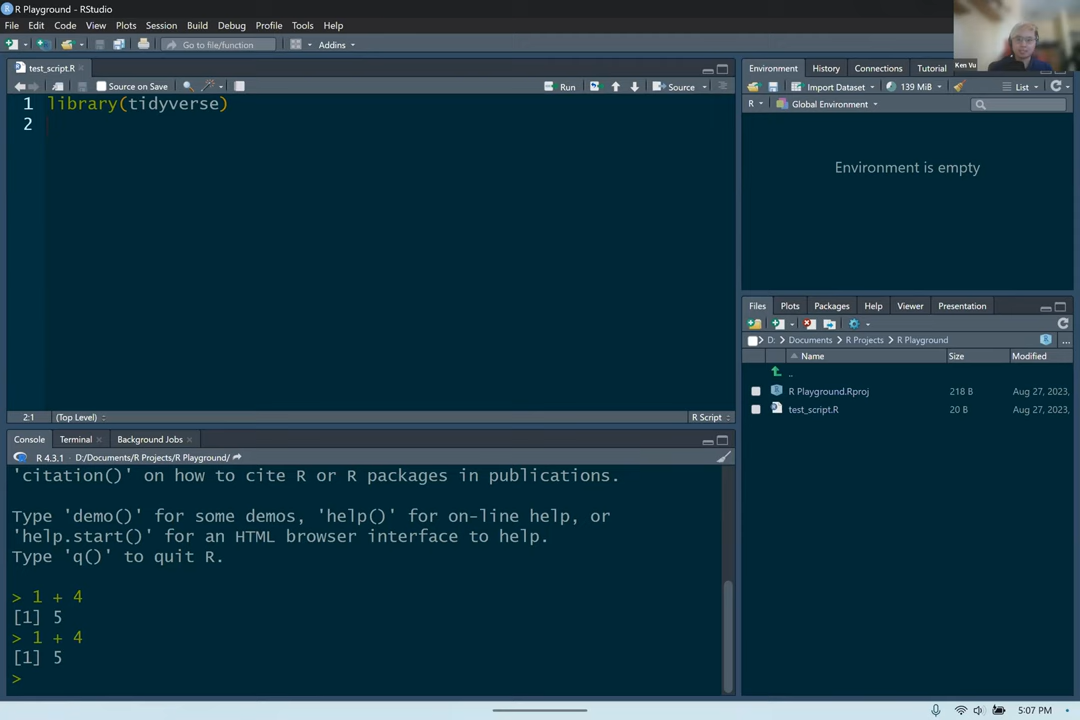 R Playground - RStudio
File Edit Code View Plots Session Build Debug Profile Tools Help
Go to file/function Addins
Ken Vu
test_script.R
Source on Save Run Source
1 library(tidyverse)
2
2:1 (Top Level) R Script
Console Terminal Background Jobs
R 4.3.1 · D:/Documents/R Projects/R Playground/
'citation()' on how to cite R or R packages in publications.
Type 'demo()' for some demos, 'help()' for on-line help, or
'help.start()' for an HTML browser interface to help.
Type 'q()' to quit R.
> 1 + 4
[1] 5
> 1 + 4
[1] 5
>
Environment History Connections Tutorial
Import Dataset 139 MiB List
R Global Environment
Environment is empty
Files Plots Packages Help Viewer Presentation
D: Documents R Projects R Playground ...
Name Size Modified
..
R Playground.Rproj 218 B Aug 27, 2023,
test_script.R 20 B Aug 27, 2023,
5:07 PM